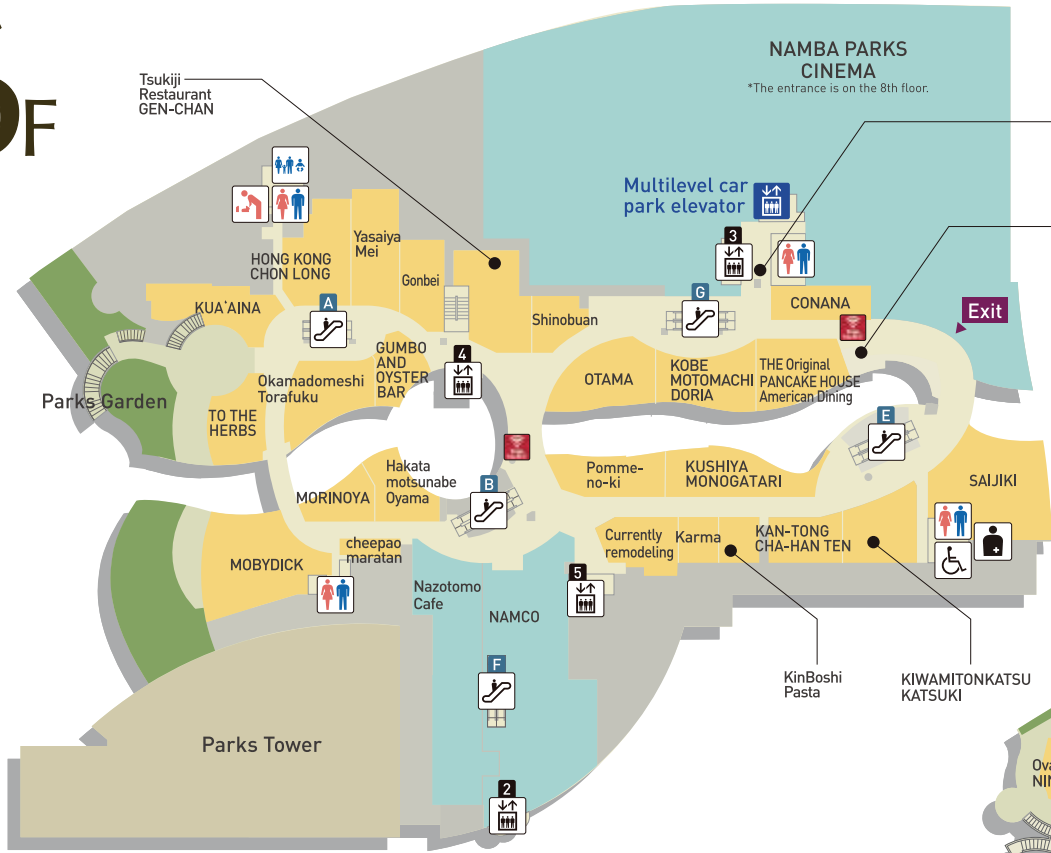 F
Tsukiji
Restaurant
GEN-CHAN
NAMBA PARKS
CINEMA
*The entrance is on the 8th floor.
Multilevel car
park elevator
3
HONG KONG
CHON LONG
Yasaiya
Mei
Gonbei
KUA'AINA
A
Shinobuan
G
CONANA
Exit
Parks Garden
Okamadomeshi
Torafuku
GUMBO
AND
OYSTER
BAR
4
OTAMA
KOBE
MOTOMACHI
DORIA
THE Original
PANCAKE HOUSE
American Dining
TO THE
HERBS
E
MORINOYA
Hakata
motsunabe
Oyama
B
Pomme-
no-ki
KUSHIYA
MONOGATARI
SAIJIKI
MOBYDICK
cheepao
maratan
Currently
remodeling
Karma
KAN-TONG
CHA-HAN TEN
Nazotomo
Cafe
NAMCO
5
F
KinBoshi
Pasta
KIWAMITONKATSU
KATSUKI
Parks Tower
2